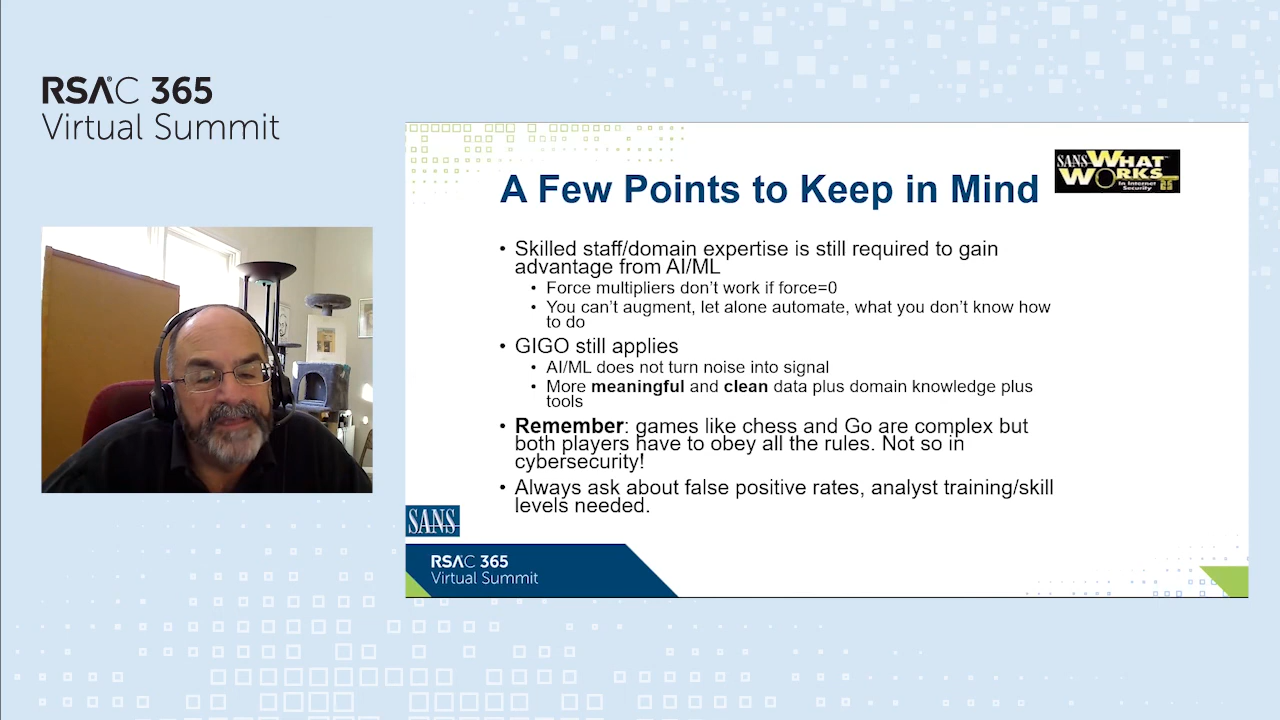 RSAC 365
Virtual Summit
SANS WHAT WORKS
In Internet
Security
A Few Points to Keep in Mind
• Skilled staff/domain expertise is still required to gain
advantage from AI/ML
• Force multipliers don't work if force=0
• You can't augment, let alone automate, what you don't know how
to do
• GIGO still applies
• AI/ML does not turn noise into signal
• More meaningful and clean data plus domain knowledge plus
tools
• Remember: games like chess and Go are complex but
both players have to obey all the rules. Not so in
cybersecurity!
• Always ask about false positive rates, analyst training/skill
levels needed.
SANS
RSAC 365
Virtual Summit